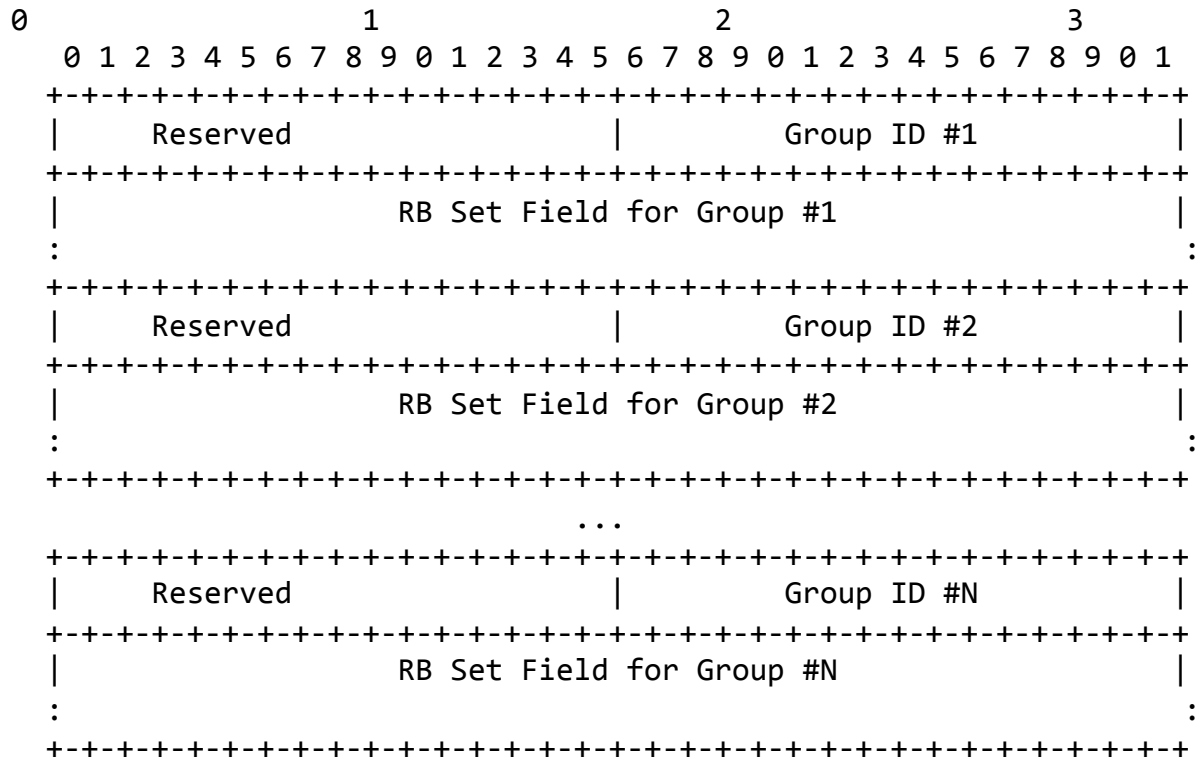 0                   1                   2                   3
   0 1 2 3 4 5 6 7 8 9 0 1 2 3 4 5 6 7 8 9 0 1 2 3 4 5 6 7 8 9 0 1
  +-+-+-+-+-+-+-+-+-+-+-+-+-+-+-+-+-+-+-+-+-+-+-+-+-+-+-+-+-+-+-+-+
  |     Reserved                  |         Group ID #1           |
  +-+-+-+-+-+-+-+-+-+-+-+-+-+-+-+-+-+-+-+-+-+-+-+-+-+-+-+-+-+-+-+-+
  |                   RB Set Field for Group #1                   |
  :                                                               :
  +-+-+-+-+-+-+-+-+-+-+-+-+-+-+-+-+-+-+-+-+-+-+-+-+-+-+-+-+-+-+-+-+
  |     Reserved                  |         Group ID #2           |
  +-+-+-+-+-+-+-+-+-+-+-+-+-+-+-+-+-+-+-+-+-+-+-+-+-+-+-+-+-+-+-+-+
  |                   RB Set Field for Group #2                   |
  :                                                               :
  +-+-+-+-+-+-+-+-+-+-+-+-+-+-+-+-+-+-+-+-+-+-+-+-+-+-+-+-+-+-+-+-+
                                ...
  +-+-+-+-+-+-+-+-+-+-+-+-+-+-+-+-+-+-+-+-+-+-+-+-+-+-+-+-+-+-+-+-+
  |     Reserved                  |         Group ID #N           |
  +-+-+-+-+-+-+-+-+-+-+-+-+-+-+-+-+-+-+-+-+-+-+-+-+-+-+-+-+-+-+-+-+
  |                   RB Set Field for Group #N                   |
  :                                                               :
  +-+-+-+-+-+-+-+-+-+-+-+-+-+-+-+-+-+-+-+-+-+-+-+-+-+-+-+-+-+-+-+-+